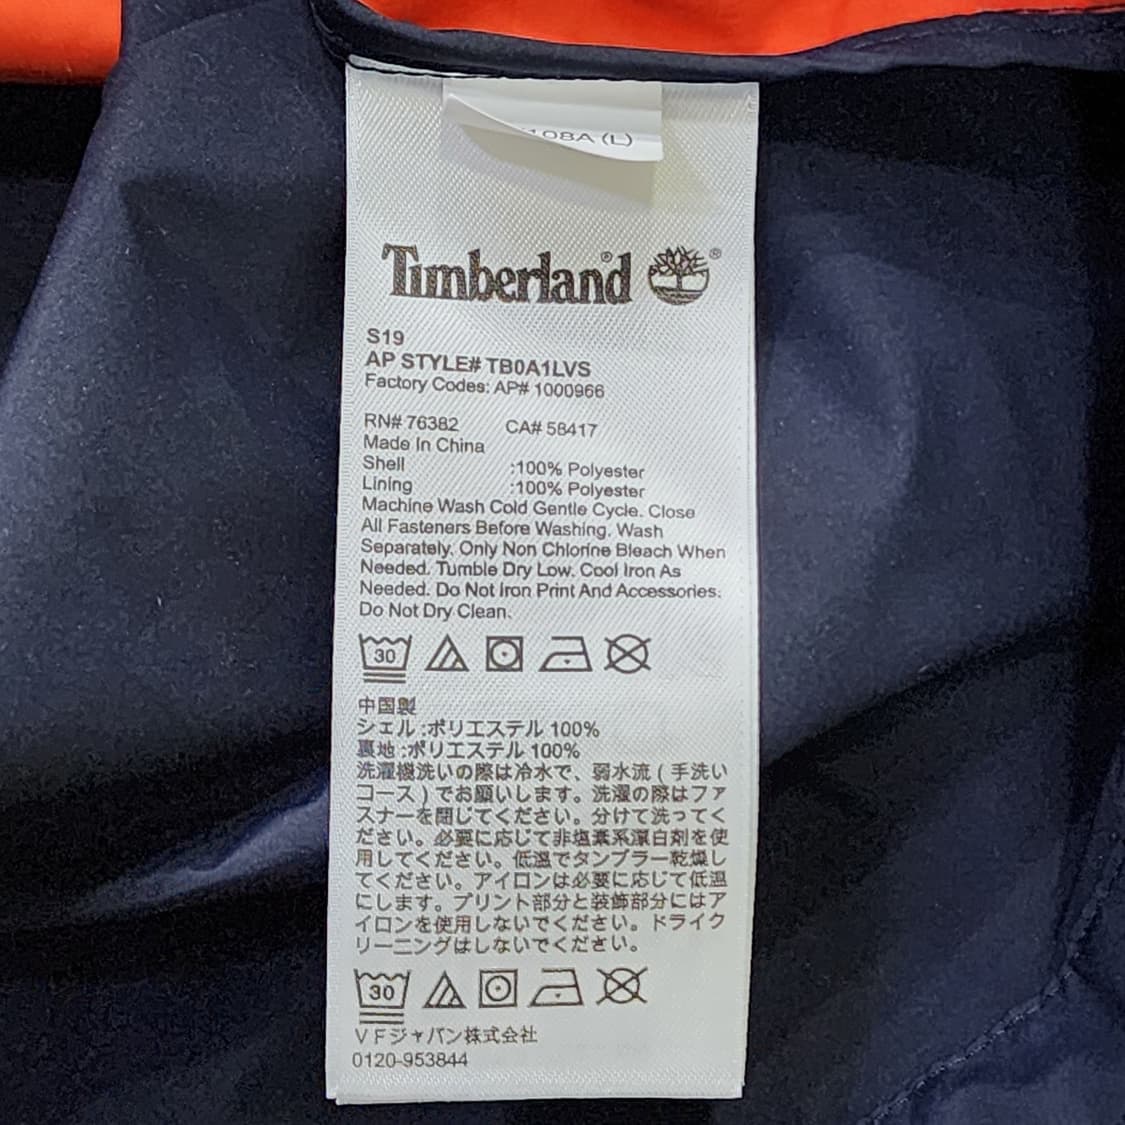 108A (L)
Timberland® ®
S19
AP STYLE# TB0A1LVS
Factory Codes: AP# 1000966
RN# 76382 CA# 58417
Made In China
Shell :100% Polyester
Lining :100% Polyester
Machine Wash Cold Gentle Cycle. Close
All Fasteners Before Washing. Wash
Separately. Only Non Chlorine Bleach When
Needed. Tumble Dry Low. Cool Iron As
Needed. Do Not Iron Print And Accessories.
Do Not Dry Clean.
30
中国製
シェル :ポリエステル 100%
裏地 :ポリエステル 100%
洗濯機洗いの際は冷水で、弱水流 ( 手洗い
コース ) でお願いします。洗濯の際はファ
スナーを閉じてください。分けて洗ってく
ださい。必要に応じて非塩素系漂白剤を使
用してください。低温でタンブラー乾燥し
てください。アイロンは必要に応じて低温
にします。プリント部分と装飾部分にはア
イロンを使用しないでください。ドライク
リーニングはしないでください。
30
ＶＦジャパン株式会社
0120-953844